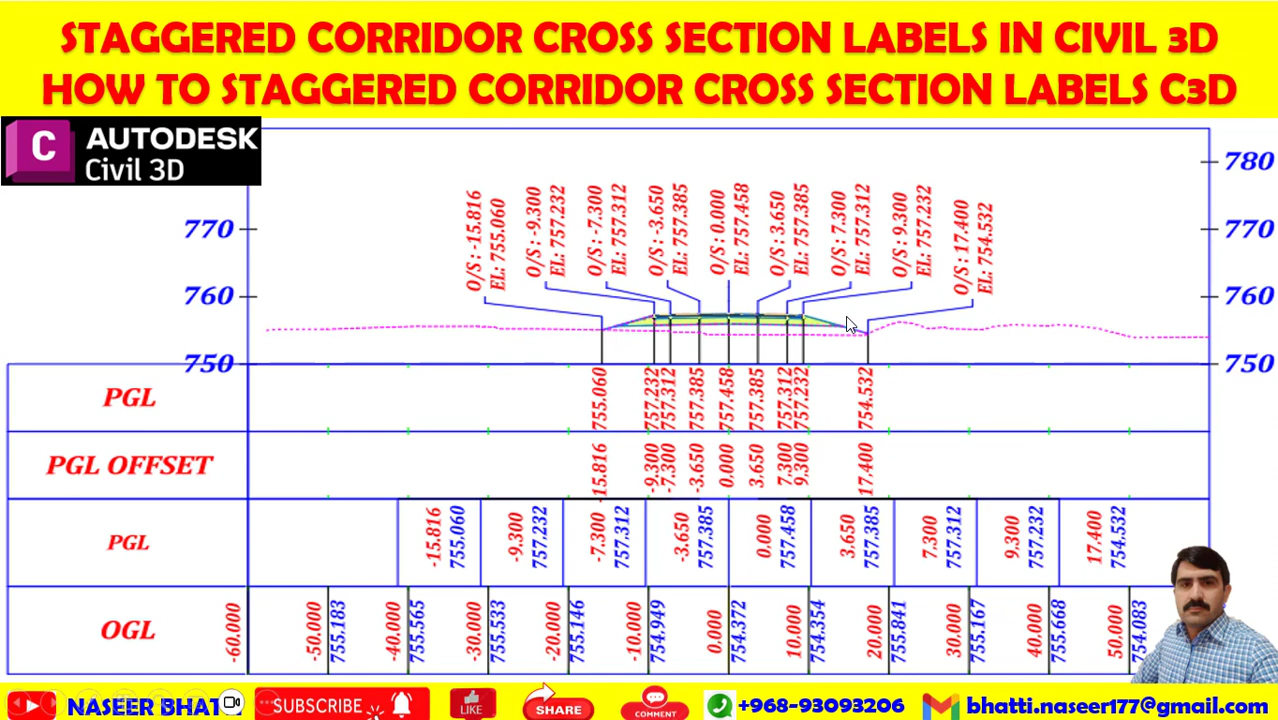 STAGGERED CORRIDOR CROSS SECTION LABELS IN CIVIL 3D
HOW TO STAGGERED CORRIDOR CROSS SECTION LABELS C3D
C
AUTODESK
Civil 3D
780
770
770
760
760
750
750
O/S : -15.816
EL: 755.060
O/S : -9.300
EL: 757.232
O/S : -7.300
EL: 757.312
O/S : -3.650
EL: 757.385
O/S : 0.000
EL: 757.458
O/S : 3.650
EL: 757.385
O/S : 7.300
EL: 757.312
O/S : 9.300
EL: 757.232
O/S : 17.400
EL: 754.532
PGL
755.060
757.232
757.312
757.385
757.458
757.385
757.312
757.232
754.532
PGL OFFSET
-15.816
-9.300
-7.300
-3.650
0.000
3.650
7.300
9.300
17.400
PGL
-15.816
755.060
-9.300
757.232
-7.300
757.312
-3.650
757.385
0.000
757.458
3.650
757.385
7.300
757.312
9.300
757.232
17.400
754.532
OGL
-60.000
-50.000
755.183
-40.000
755.565
-30.000
755.533
-20.000
755.146
-10.000
754.949
0.000
754.372
10.000
754.354
20.000
755.841
30.000
755.167
40.000
755.668
50.000
754.083
NASEER BHATTI
SUBSCRIBE
LIKE
SHARE
COMMENT
+968-93093206
bhatti.naseer177@gmail.com